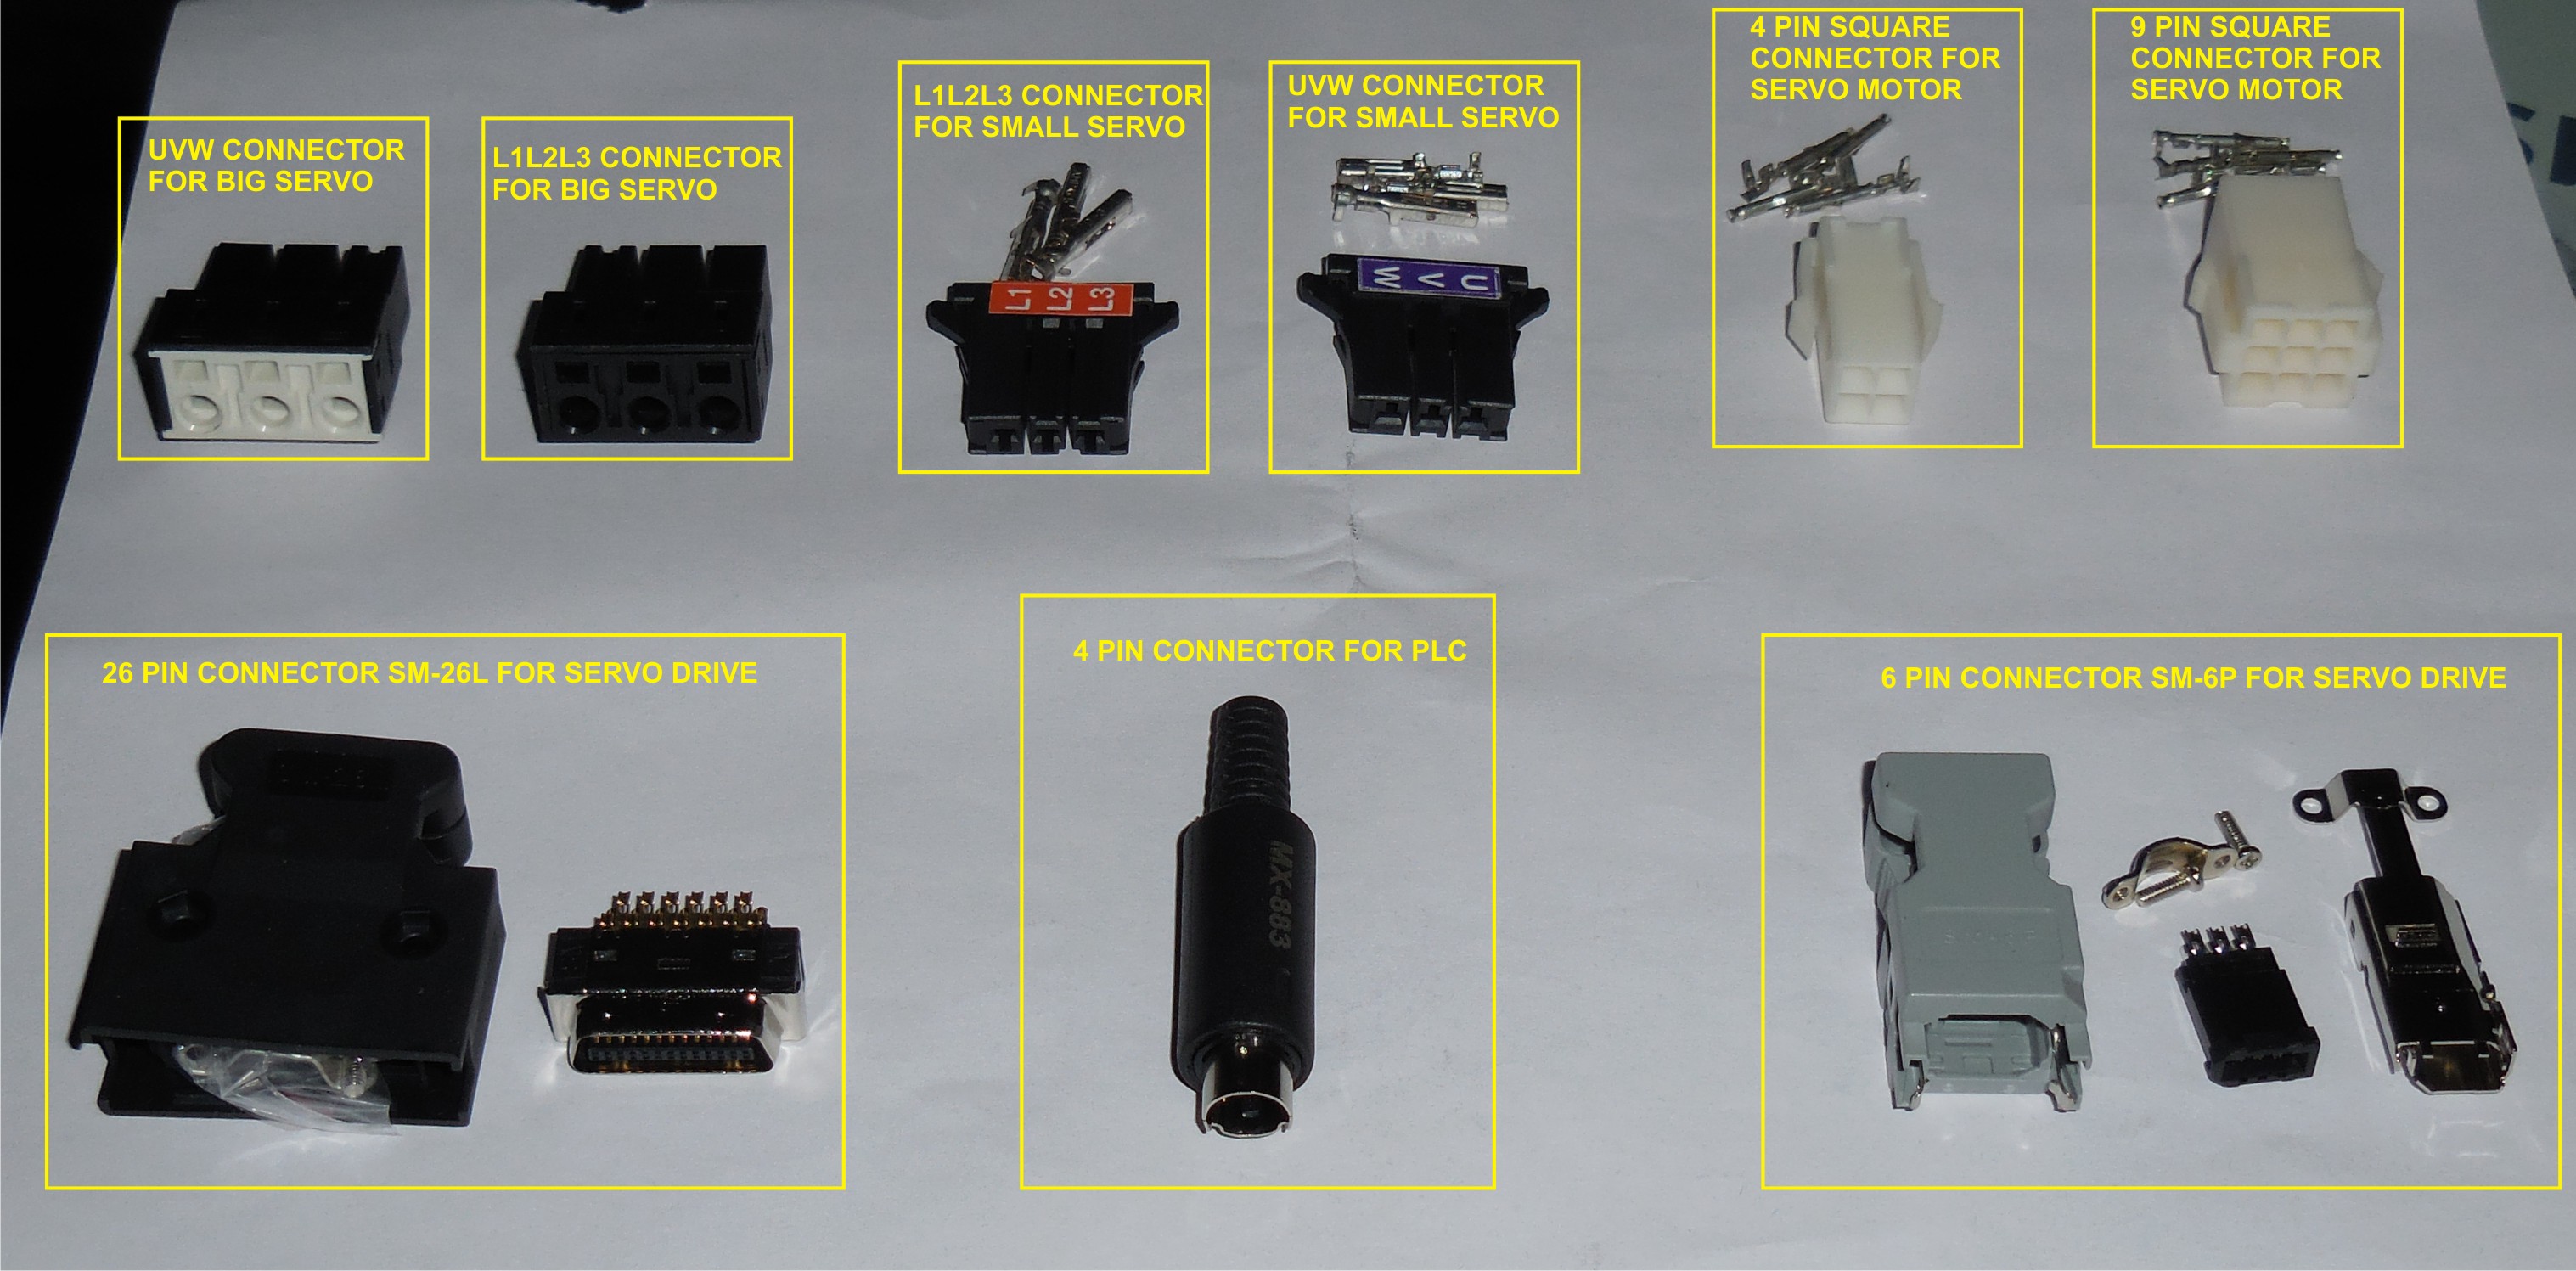 4 PIN SQUARE
CONNECTOR FOR
SERVO MOTOR
9 PIN SQUARE
CONNECTOR FOR
SERVO MOTOR
L1L2L3 CONNECTOR
FOR SMALL SERVO
UVW CONNECTOR
FOR SMALL SERVO
UVW CONNECTOR
FOR BIG SERVO
L1L2L3 CONNECTOR
FOR BIG SERVO
L1 L2 L3
U V W
26 PIN CONNECTOR SM-26L FOR SERVO DRIVE
4 PIN CONNECTOR FOR PLC
6 PIN CONNECTOR SM-6P FOR SERVO DRIVE
MX-883